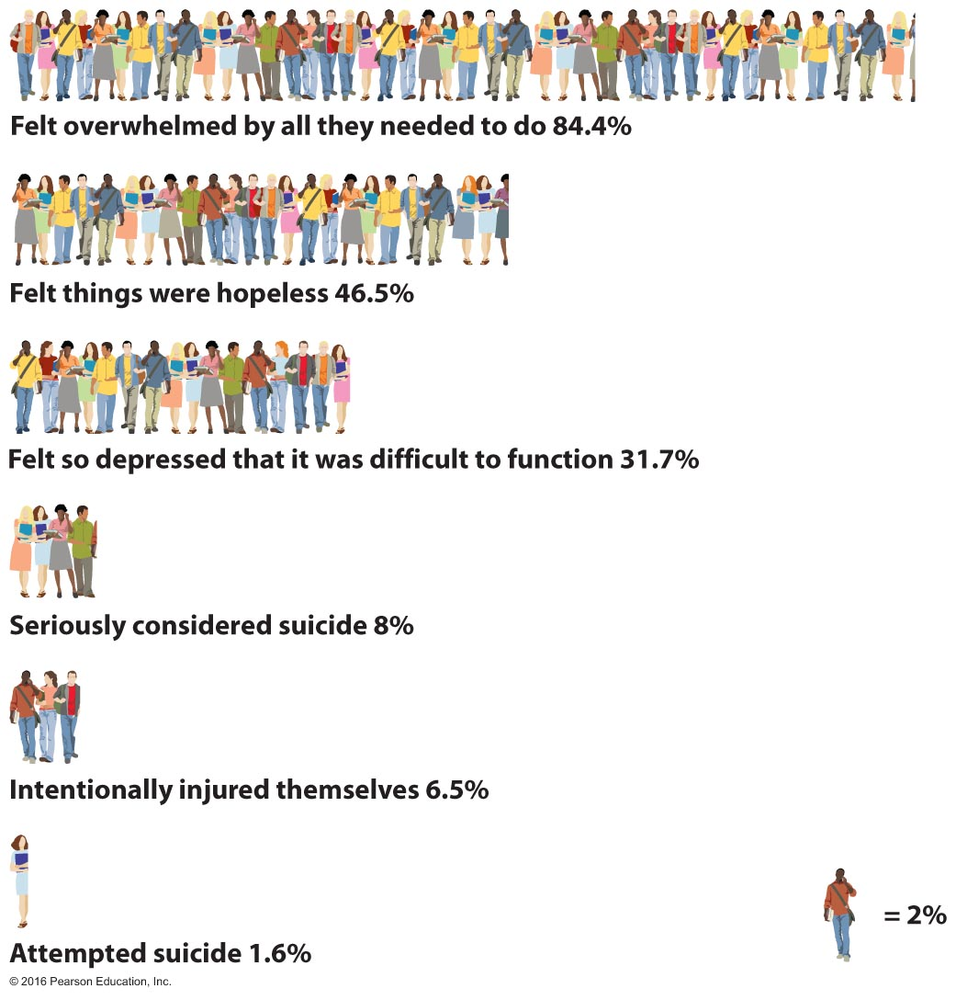 Felt overwhelmed by all they needed to do 84.4%
Felt things were hopeless 46.5%
Felt so depressed that it was difficult to function 31.7%
Seriously considered suicide 8%
Intentionally injured themselves 6.5%
= 2%
Attempted suicide 1.6%
© 2016 Pearson Education, Inc.